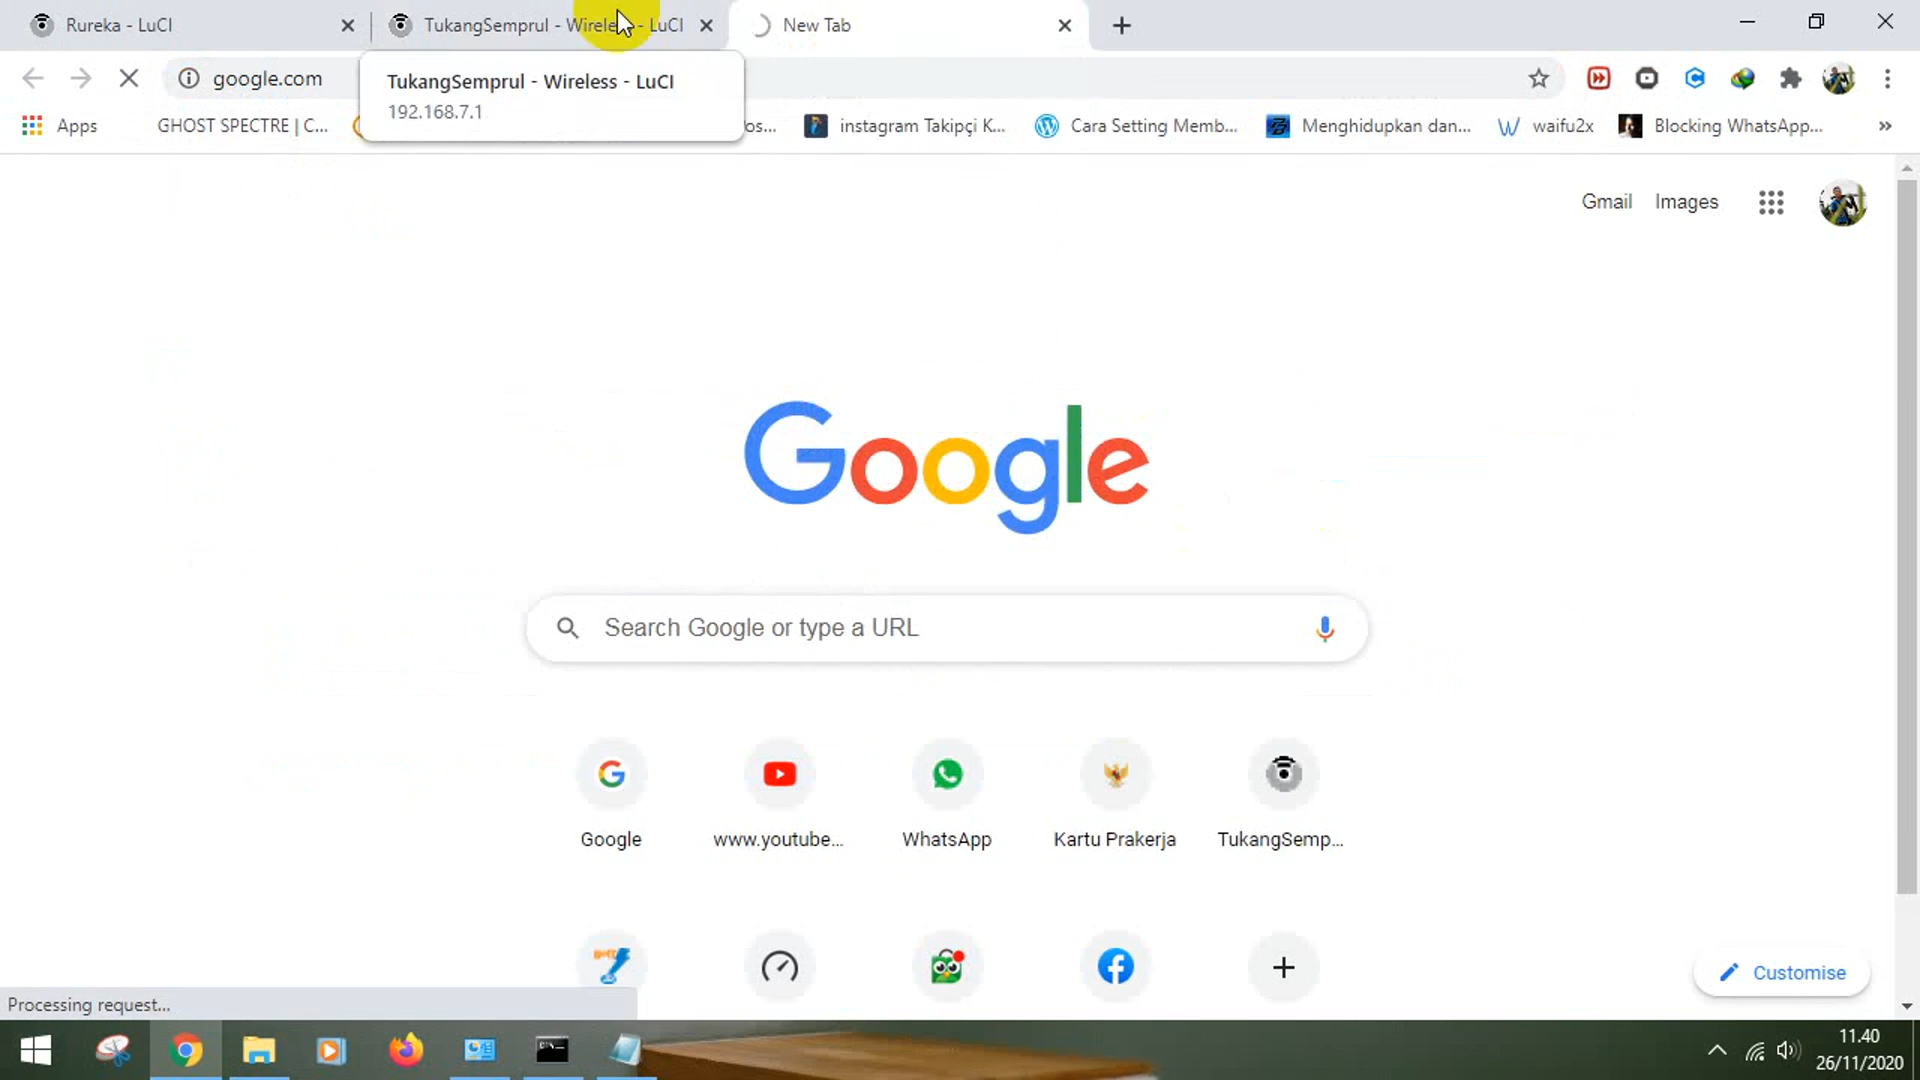 Rureka - LuCI
TukangSemprul - Wireless - LuCI
New Tab
google.com
TukangSemprul - Wireless - LuCI
192.168.7.1
Apps
GHOST SPECTRE | C...
os...
instagram Takipçi K...
Cara Setting Memb...
Menghidupkan dan...
waifu2x
Blocking WhatsApp...
Gmail
Images
Google
Search Google or type a URL
Google
www.youtube...
WhatsApp
Kartu Prakerja
TukangSemp...
Customise
Processing request...
11.40
26/11/2020